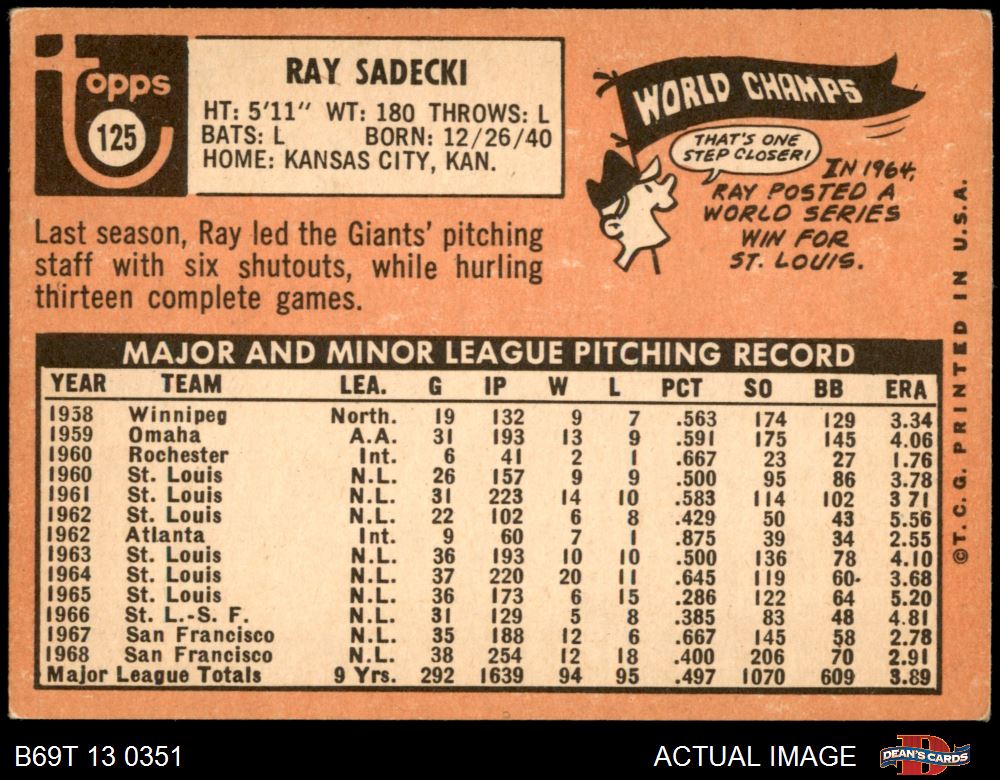 topps
125
RAY SADECKI
HT: 5'11" WT: 180 THROWS: L
BATS: L BORN: 12/26/40
HOME: KANSAS CITY, KAN.
WORLD CHAMPS
THAT'S ONE
STEP CLOSER!
IN 1964,
RAY POSTED A
WORLD SERIES
WIN FOR
ST. LOUIS.
Last season, Ray led the Giants' pitching
staff with six shutouts, while hurling
thirteen complete games.
MAJOR AND MINOR LEAGUE PITCHING RECORD
YEAR TEAM LEA. G IP W L PCT SO BB ERA
1958 Winnipeg North. 19 132 9 7 .563 174 129 3.34
1959 Omaha A.A. 31 193 13 9 .591 175 145 4.06
1960 Rochester Int. 6 41 2 1 .667 23 27 1.76
1960 St. Louis N.L. 26 157 9 9 .500 95 86 3.78
1961 St. Louis N.L. 31 223 14 10 .583 114 102 3.71
1962 St. Louis N.L. 22 102 6 8 .429 50 43 5.56
1962 Atlanta Int. 9 60 7 1 .875 39 34 2.55
1963 St. Louis N.L. 36 193 10 10 .500 136 78 4.10
1964 St. Louis N.L. 37 220 20 11 .645 119 60 3.68
1965 St. Louis N.L. 36 173 6 15 .286 122 64 5.20
1966 St. L.-S. F. N.L. 31 129 5 8 .385 83 48 4.81
1967 San Francisco N.L. 35 188 12 6 .667 145 58 2.78
1968 San Francisco N.L. 38 254 12 18 .400 206 70 2.91
Major League Totals 9 Yrs. 292 1639 94 95 .497 1070 609 3.89
©T. C. G. PRINTED IN U.S.A.
B69T 13 0351
ACTUAL IMAGE
DEAN'S CARDS